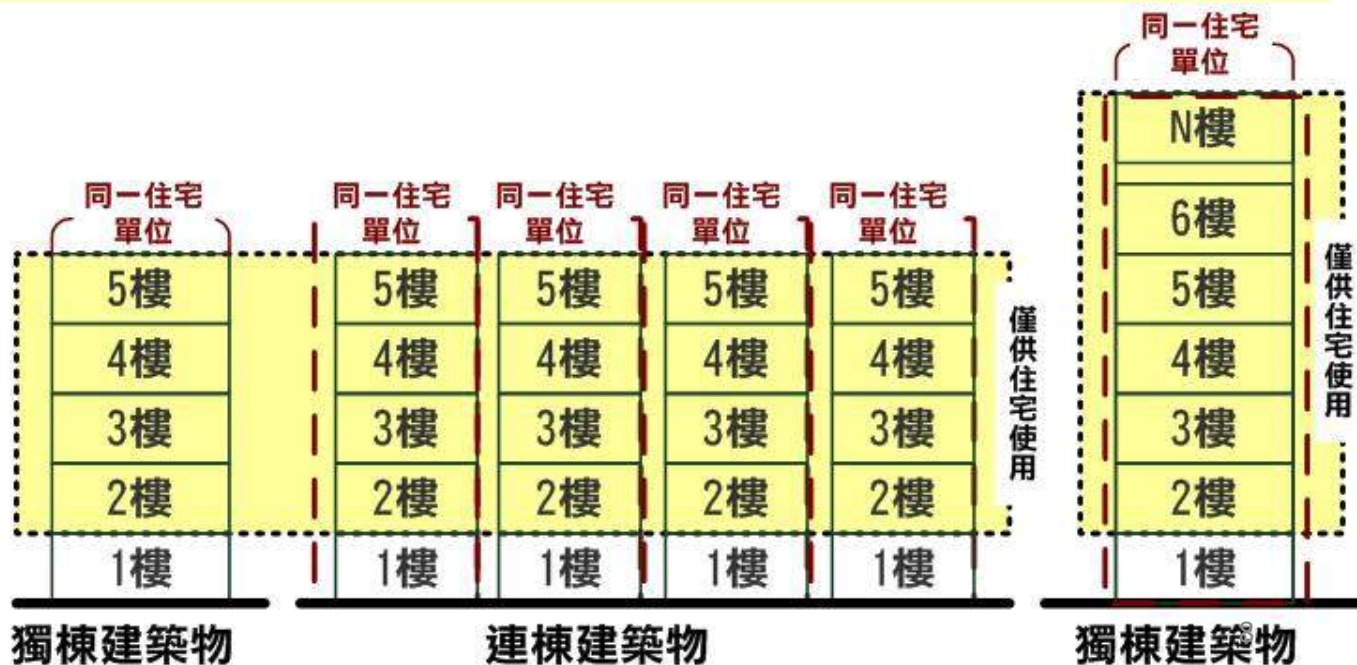 同一住宅
單位
5樓
4樓
3樓
2樓
1樓
獨棟建築物
同一住宅
單位
5樓
4樓
3樓
2樓
1樓
同一住宅
單位
5樓
4樓
3樓
2樓
1樓
同一住宅
單位
5樓
4樓
3樓
2樓
1樓
同一住宅
單位
5樓
4樓
3樓
2樓
1樓
僅供住宅使用
連棟建築物
同一住宅
單位
N樓
6樓
5樓
4樓
3樓
2樓
1樓
僅供住宅使用
獨棟建築物